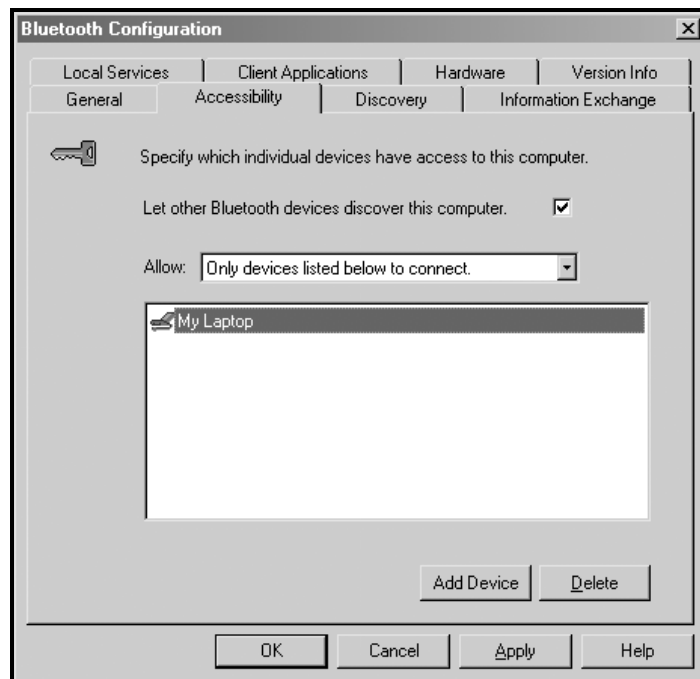 Bluetooth Configuration
Local Services Client Applications Hardware Version Info
General Accessibility Discovery Information Exchange
Specify which individual devices have access to this computer.
Let other Bluetooth devices discover this computer.
Allow: Only devices listed below to connect.
My Laptop
Add Device Delete
OK Cancel Apply Help